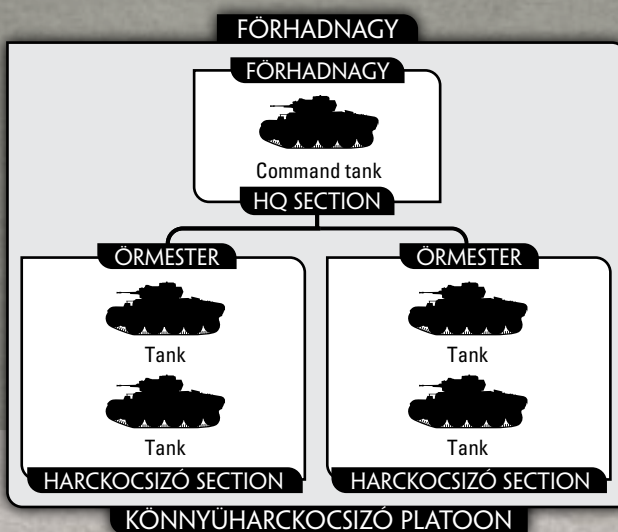 FÖRHADNAGY
FÖRHADNAGY
Command tank
HQ SECTION
ÖRMESTER
Tank
Tank
HARCKOCSIZÓ SECTION
ÖRMESTER
Tank
Tank
HARCKOCSIZÓ SECTION
KÖNNYÜHARCKOCSIZÓ PLATOON